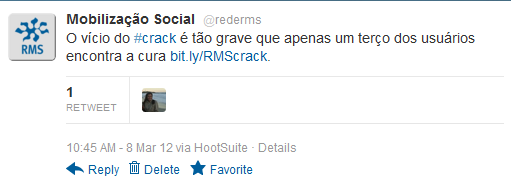 RMS
Mobilização Social @rederms
O vício do #crack é tão grave que apenas um terço dos usuários
encontra a cura bit.ly/RMScrack.
1
RETWEET
10:45 AM - 8 Mar 12 via HootSuite · Details
Reply Delete Favorite